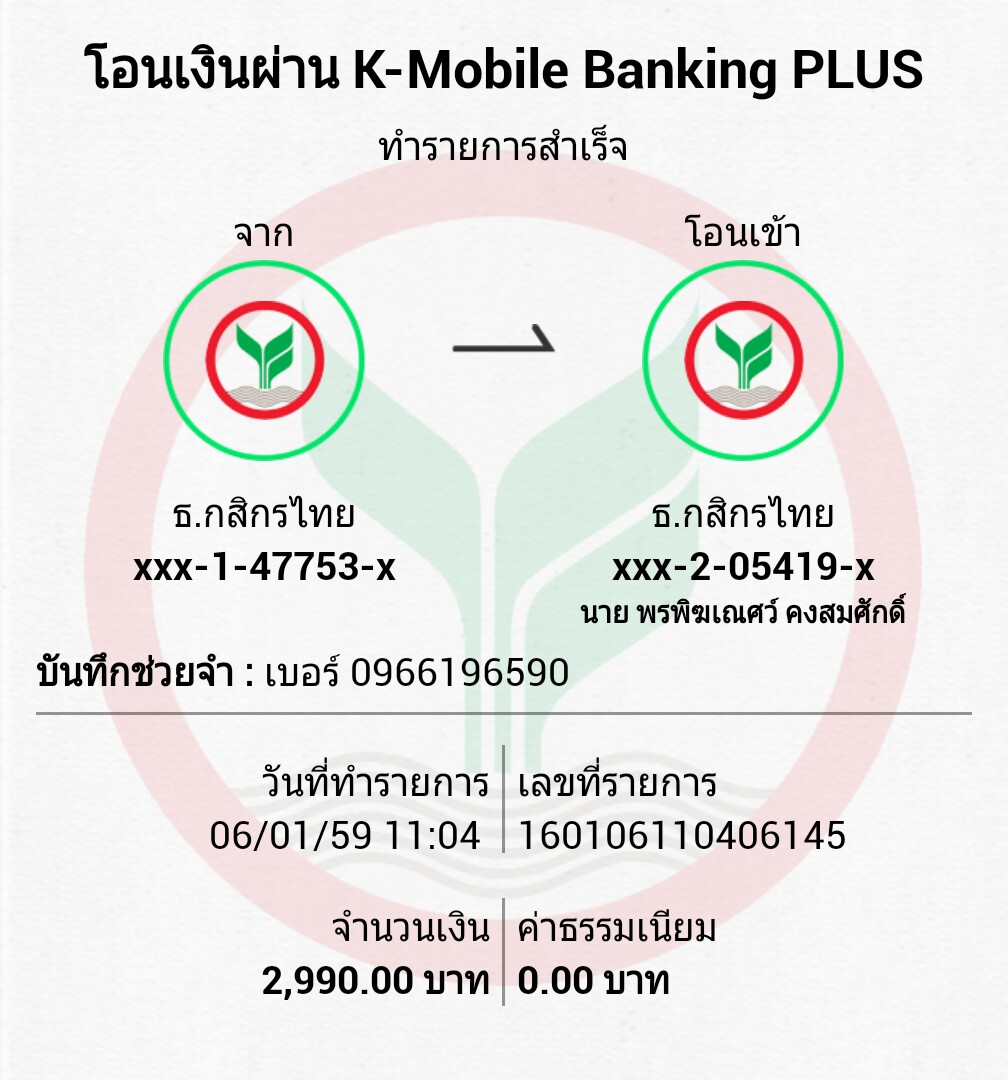 โอนเงินผ่าน K-Mobile Banking PLUS
ทำรายการสำเร็จ
จาก
โอนเข้า
ธ.กสิกรไทย
xxx-1-47753-x
ธ.กสิกรไทย
xxx-2-05419-x
นาย พรพิฆเณศว์ คงสมศักดิ์
บันทึกช่วยจำ : เบอร์ 0966196590
วันที่ทำรายการ
06/01/59 11:04
เลขที่รายการ
160106110406145
จำนวนเงิน
2,990.00 บาท
ค่าธรรมเนียม
0.00 บาท